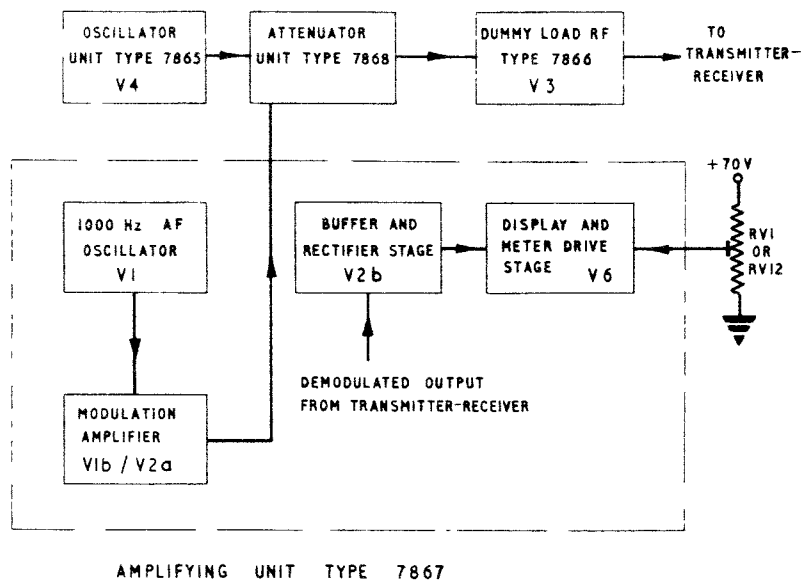 OSCILLATOR
UNIT TYPE 7865
V4
ATTENUATOR
UNIT TYPE 7868
DUMMY LOAD RF
TYPE 7866
V3
TO
TRANSMITTER-
RECEIVER
1000 Hz AF
OSCILLATOR
V1
BUFFER AND
RECTIFIER STAGE
V2b
DISPLAY AND
METER DRIVE
STAGE V6
+70V
RV1
OR
RV12
DEMODULATED OUTPUT
FROM TRANSMITTER-RECEIVER
MODULATION
AMPLIFIER
V1b / V2a
AMPLIFYING UNIT TYPE 7867